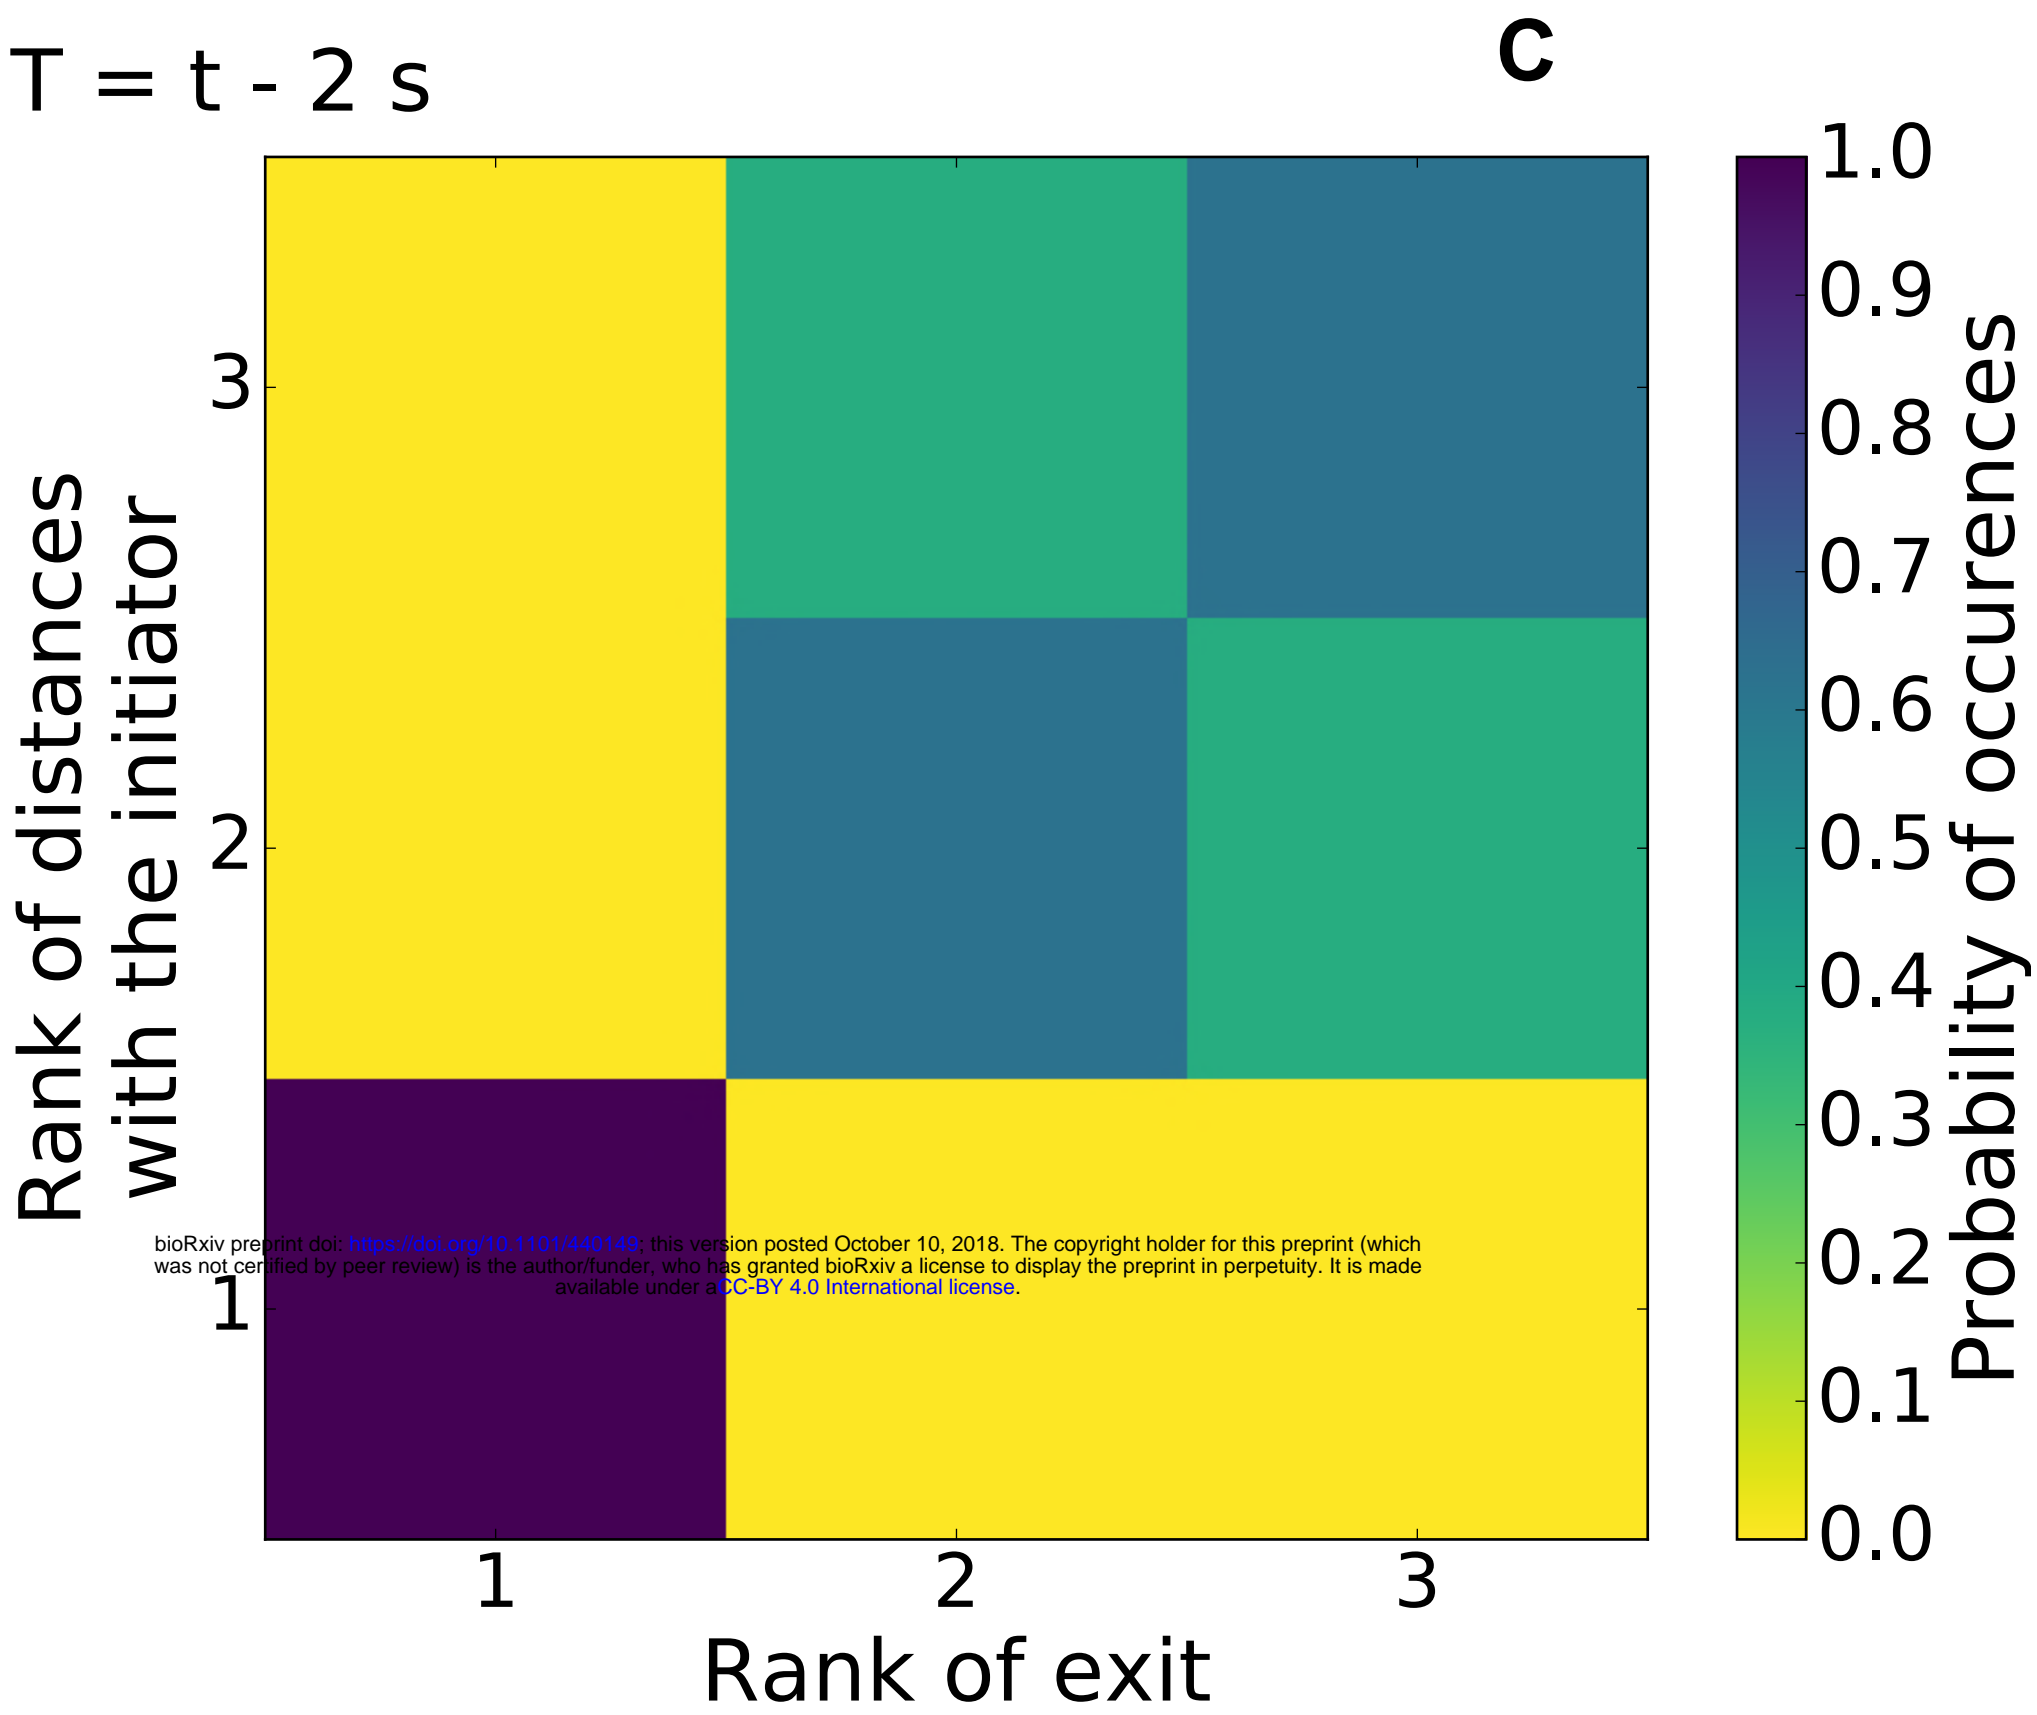 T = t - 2 s
C
1.0
0.9
0.8
0.7
0.6
0.5
0.4
0.3
0.2
0.1
0.0
Probability of occurences
Rank of distances
with the initiator
3
2
1
bioRxiv preprint doi: https://doi.org/10.1101/440149; this version posted October 10, 2018. The copyright holder for this preprint (which
was not certified by peer review) is the author/funder, who has granted bioRxiv a license to display the preprint in perpetuity. It is made
available under aCC-BY 4.0 International license.
1
2
3
Rank of exit